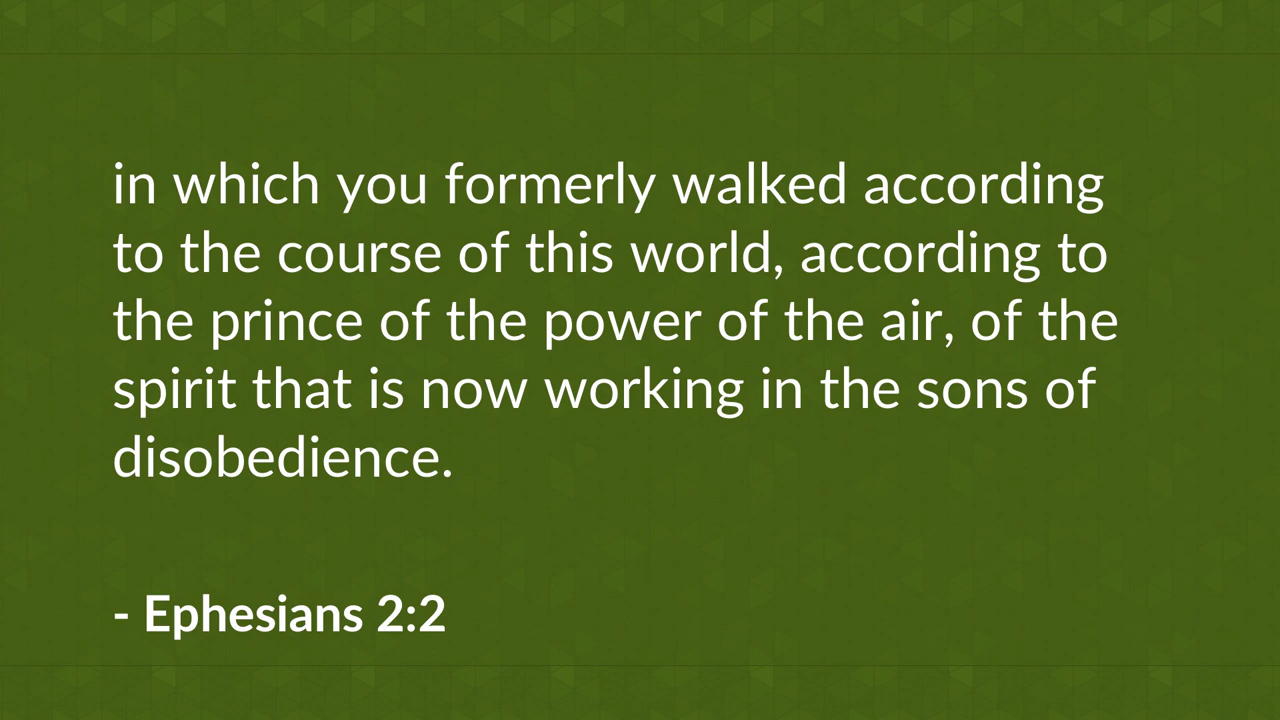 in which you formerly walked according
to the course of this world, according to
the prince of the power of the air, of the
spirit that is now working in the sons of
disobedience.
- Ephesians 2:2